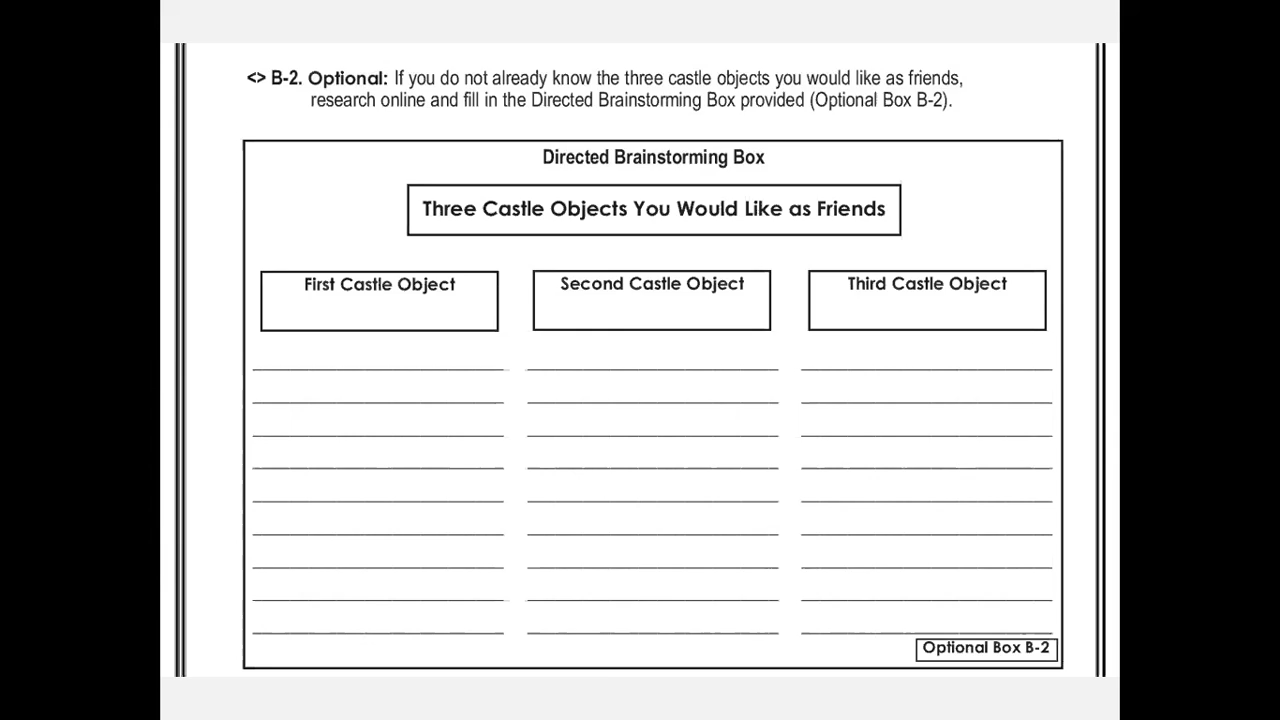 <> B-2. Optional: If you do not already know the three castle objects you would like as friends,
research online and fill in the Directed Brainstorming Box provided (Optional Box B-2).
Directed Brainstorming Box
Three Castle Objects You Would Like as Friends
First Castle Object
Second Castle Object
Third Castle Object
Optional Box B-2